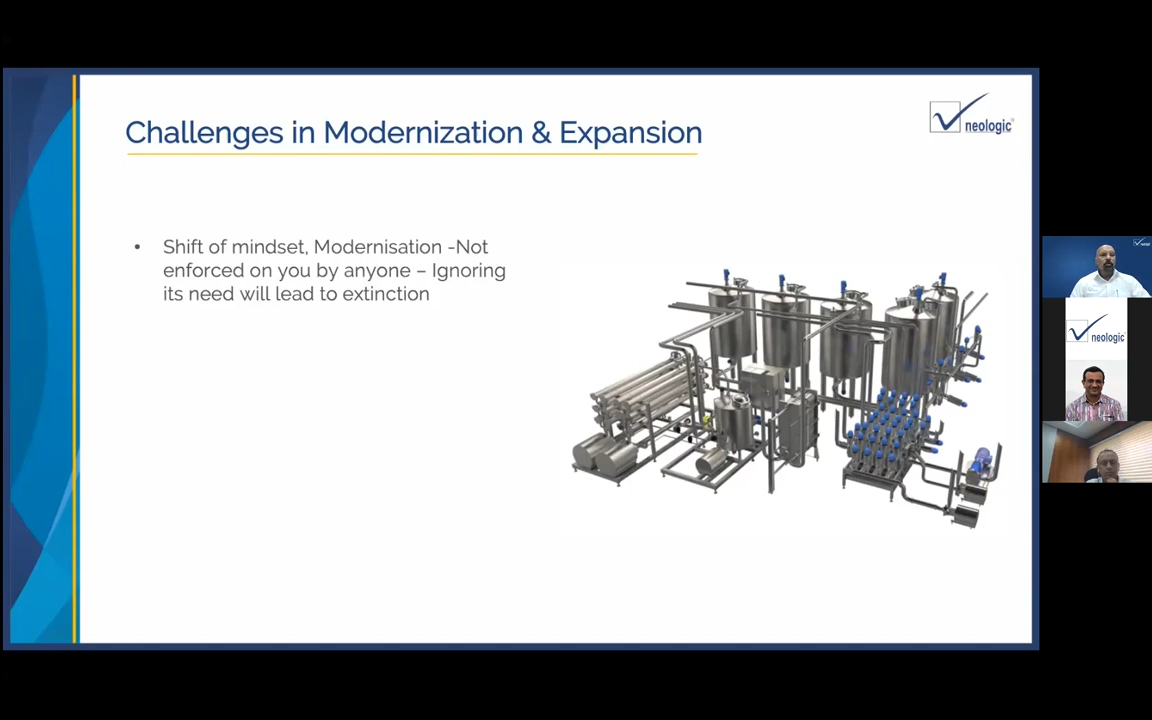 Challenges in Modernization & Expansion
neologic
• Shift of mindset, Modernisation -Not
enforced on you by anyone – Ignoring
its need will lead to extinction
neologic